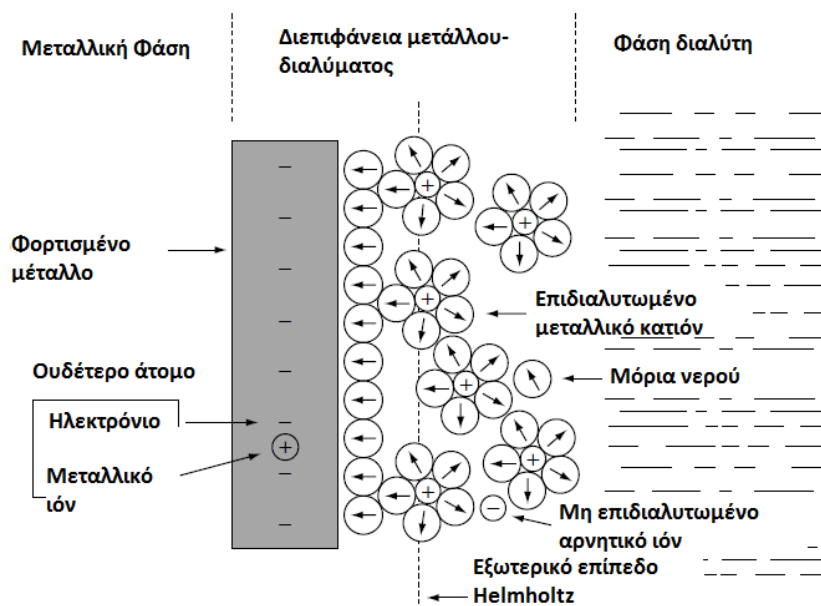 Μεταλλική Φάση
Διεπιφάνεια μετάλλου-
διαλύματος
Φάση διαλύτη
Φορτισμένο
μέταλλο
Επιδιαλυτωμένο
μεταλλικό κατιόν
Ουδέτερο άτομο
Μόρια νερού
Ηλεκτρόνιο
Μεταλλικό
ιόν
Μη επιδιαλυτωμένο
αρνητικό ιόν
Εξωτερικό επίπεδο
Helmholtz